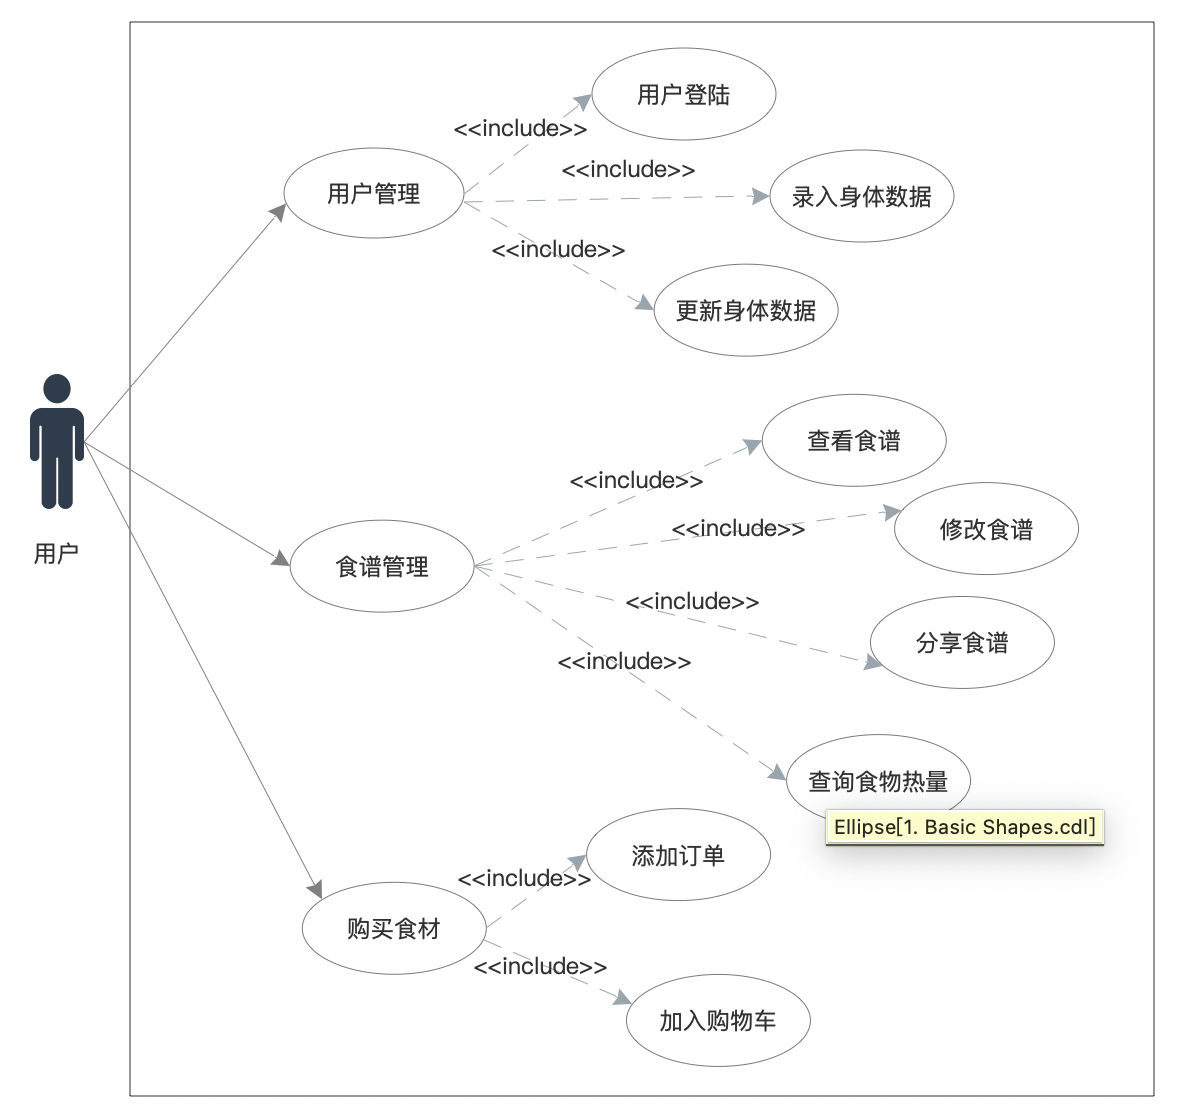 用户登陆
<<include>>
<<include>>
用户管理
录入身体数据
<<include>>
更新身体数据
查看食谱
<<include>>
<<include>>
修改食谱
用户
食谱管理
<<include>>
分享食谱
<<include>>
查询食物热量
Ellipse[1. Basic Shapes.cdl]
添加订单
<<include>>
购买食材
<<include>>
加入购物车